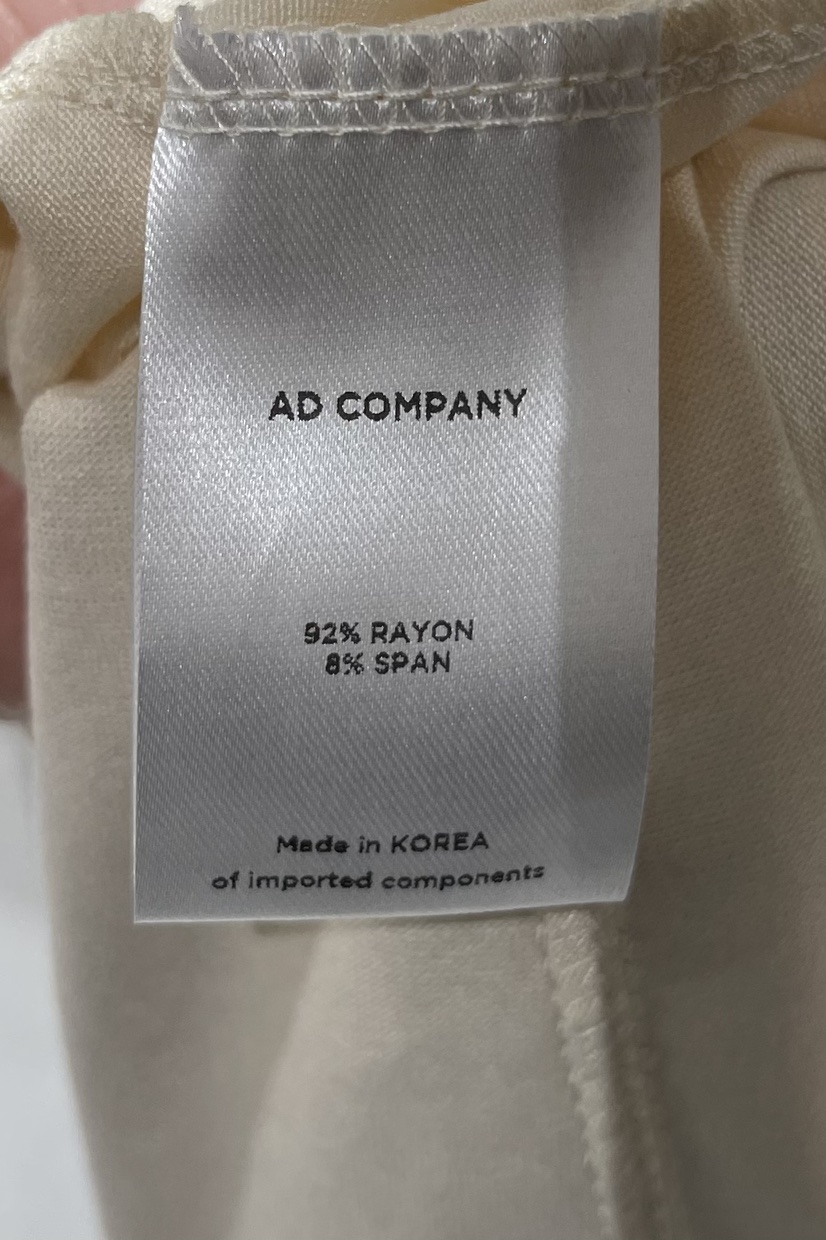 AD COMPANY
92% RAYON
8% SPAN
Made in KOREA
of imported components